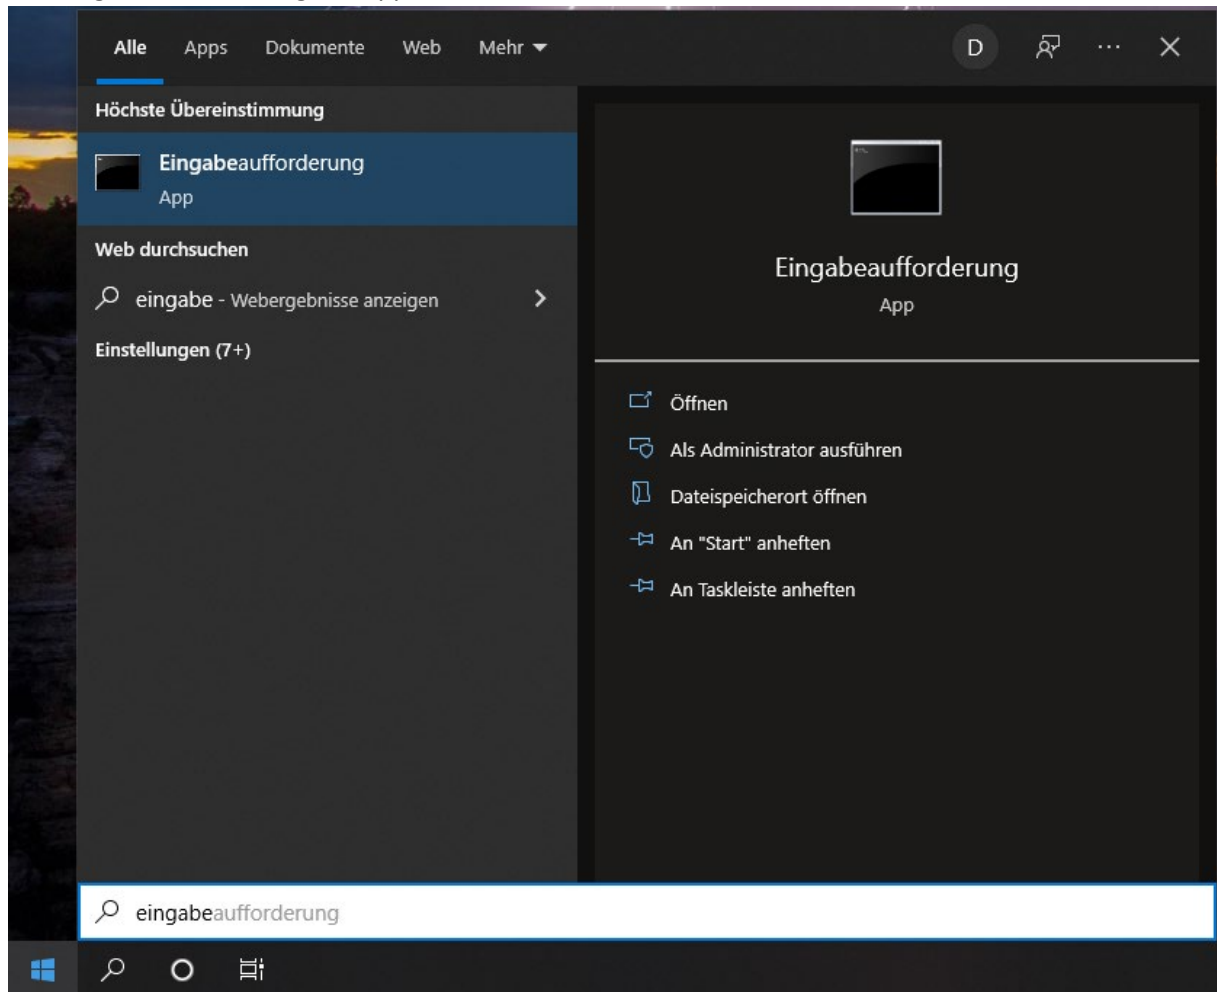 Alle Apps Dokumente Web Mehr D
Höchste Übereinstimmung
Eingabeaufforderung
App
Web durchsuchen
eingabe - Webergebnisse anzeigen
Einstellungen (7+)
Eingabeaufforderung
App
Öffnen
Als Administrator ausführen
Dateispeicherort öffnen
An "Start" anheften
An Taskleiste anheften
eingabeaufforderung